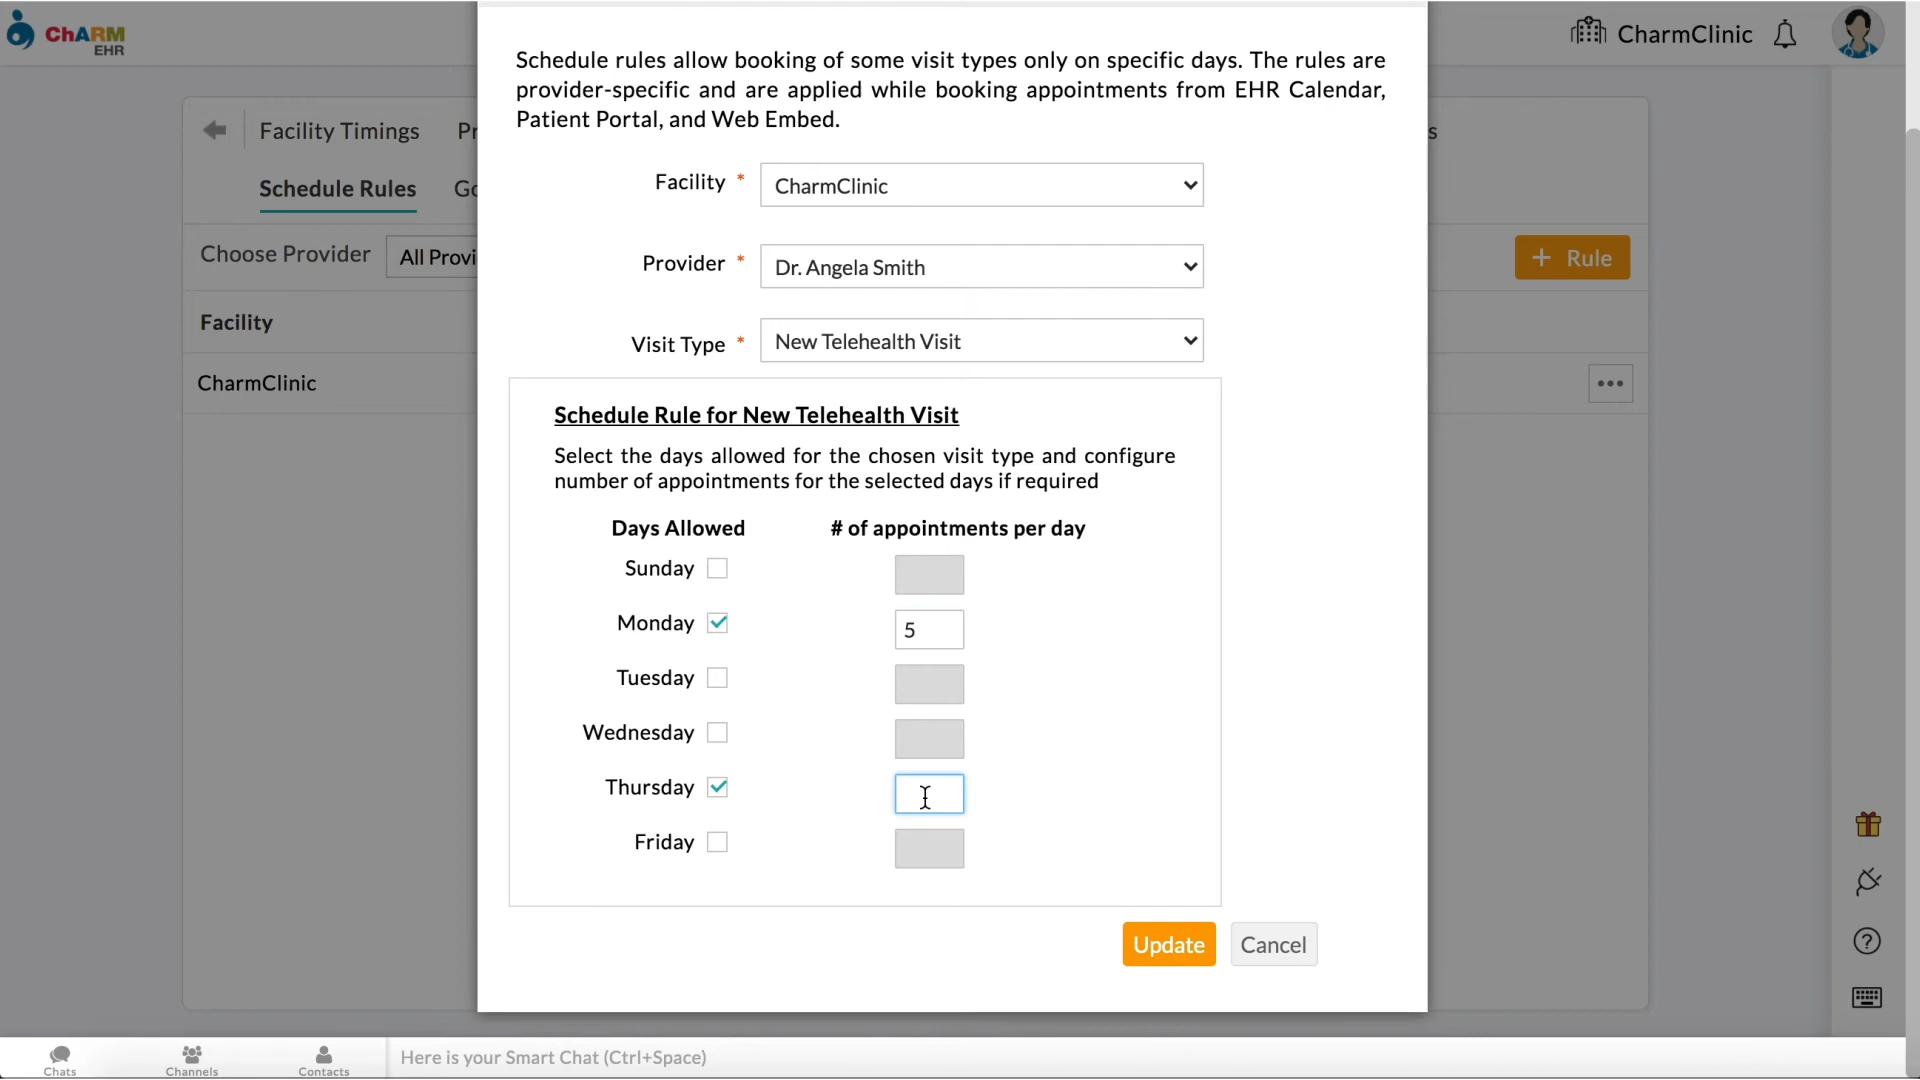 ChARM
EHR
CharmClinic
Facility Timings
Pr
s
Schedule Rules
Go
Choose Provider
All Provi
+ Rule
Facility
CharmClinic
Schedule rules allow booking of some visit types only on specific days. The rules are
provider-specific and are applied while booking appointments from EHR Calendar,
Patient Portal, and Web Embed.
Facility *
CharmClinic
Provider *
Dr. Angela Smith
Visit Type *
New Telehealth Visit
Schedule Rule for New Telehealth Visit
Select the days allowed for the chosen visit type and configure
number of appointments for the selected days if required
Days Allowed
# of appointments per day
Sunday
Monday
5
Tuesday
Wednesday
Thursday
Friday
Update
Cancel
Chats
Channels
Contacts
Here is your Smart Chat (Ctrl+Space)